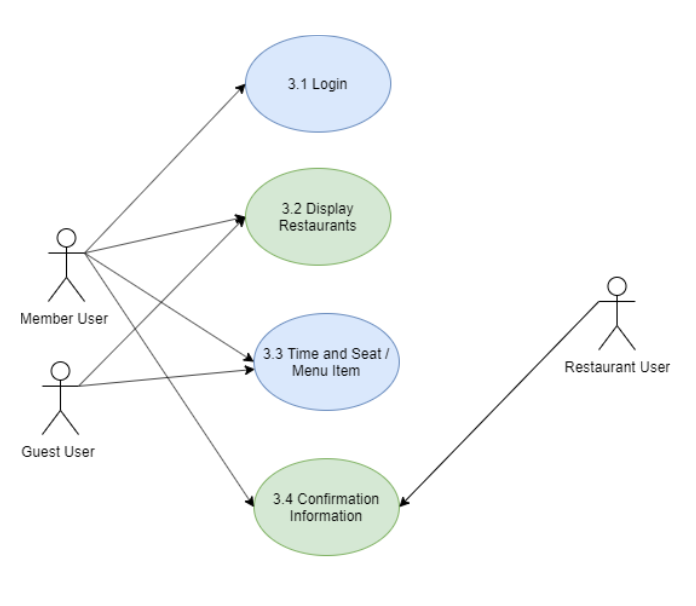 3.1 Login
3.2 Display
Restaurants
Member User
3.3 Time and Seat /
Menu Item
Restaurant User
Guest User
3.4 Confirmation
Information